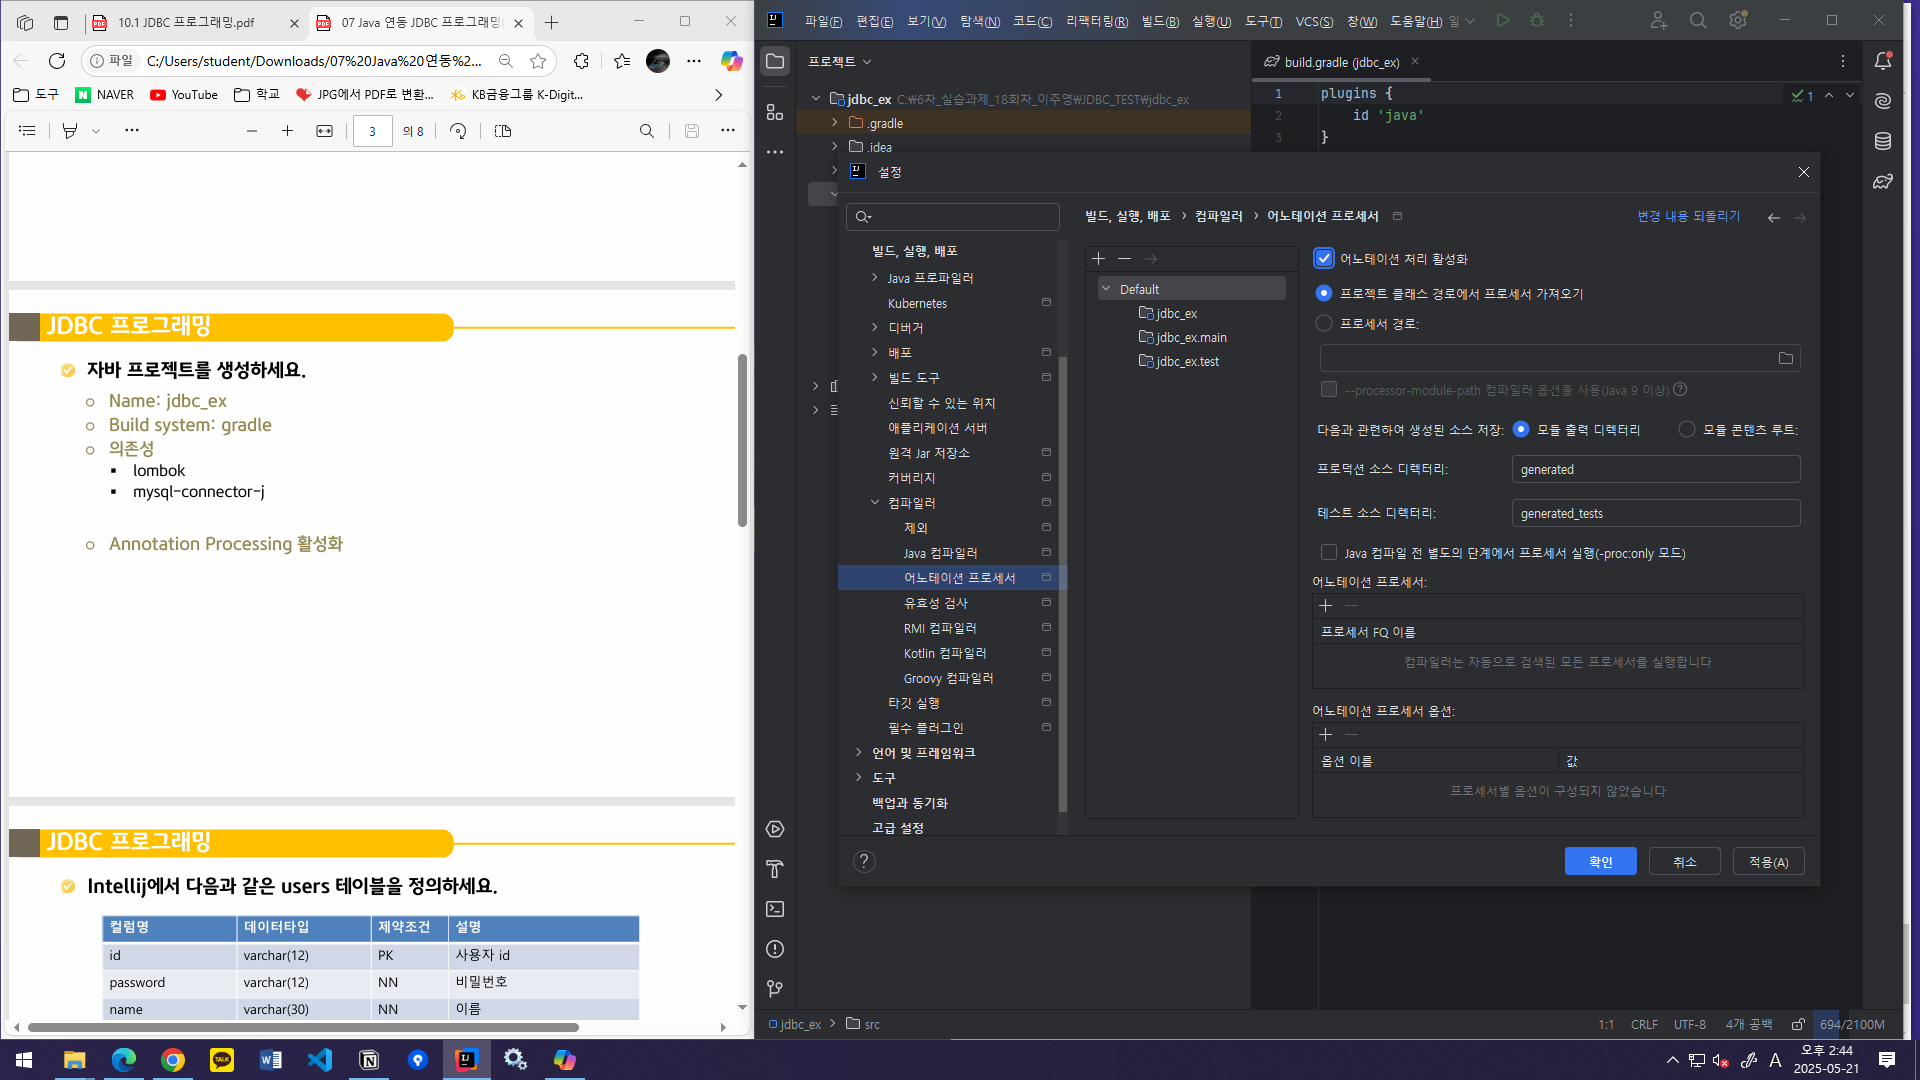 10.1 JDBC 프로그래밍.pdf
07 Java 연동 JDBC 프로그래밍
파일
C:/Users/student/Downloads/07%20Java%20연동%2...
도구
NAVER
YouTube
학교
JPG에서 PDF로 변환...
KB금융그룹 K-Digit...
3
의 8
JDBC 프로그래밍
자바 프로젝트를 생성하세요.
Name: jdbc_ex
Build system: gradle
의존성
lombok
mysql-connector-j
Annotation Processing 활성화
JDBC 프로그래밍
Intellij에서 다음과 같은 users 테이블을 정의하세요.
컬럼명 데이터타입 제약조건 설명
id varchar(12) PK 사용자 id
password varchar(12) NN 비밀번호
name varchar(30) NN 이름
파일(F) 편집(E) 보기(V) 탐색(N) 코드(C) 리팩터링(R) 빌드(B) 실행(U) 도구(T) VCS(S) 창(W) 도움말(H) 일
프로젝트
jdbc_ex C:\6차_실습과제_18회차_이주영\JDBC_TEST\jdbc_ex
.gradle
.idea
build.gradle (jdbc_ex)
1 plugins {
2 id 'java'
3 }
1
설정
빌드, 실행, 배포
Java 프로파일러
Kubernetes
디버거
배포
빌드 도구
신뢰할 수 있는 위치
애플리케이션 서버
원격 Jar 저장소
커버리지
컴파일러
제외
Java 컴파일러
어노테이션 프로세서
유효성 검사
RMI 컴파일러
Kotlin 컴파일러
Groovy 컴파일러
타깃 실행
필수 플러그인
언어 및 프레임워크
도구
백업과 동기화
고급 설정
빌드, 실행, 배포 › 컴파일러 › 어노테이션 프로세서
변경 내용 되돌리기
Default
jdbc_ex
jdbc_ex.main
jdbc_ex.test
어노테이션 처리 활성화
프로젝트 클래스 경로에서 프로세서 가져오기
프로세서 경로:
--processor-module-path 컴파일러 옵션을 사용(Java 9 이상)
다음과 관련하여 생성된 소스 저장: 모듈 출력 디렉터리 모듈 콘텐츠 루트:
프로덕션 소스 디렉터리: generated
테스트 소스 디렉터리: generated_tests
Java 컴파일 전 별도의 단계에서 프로세서 실행(-proc:only 모드)
어노테이션 프로세서:
프로세서 FQ 이름
컴파일러는 자동으로 검색된 모든 프로세서를 실행합니다
어노테이션 프로세서 옵션:
옵션 이름 값
프로세서별 옵션이 구성되지 않았습니다
?
확인
취소
적용(A)
jdbc_ex › src
1:1 CRLF UTF-8 4개 공백 694/2100M
A
오후 2:44
2025-05-21